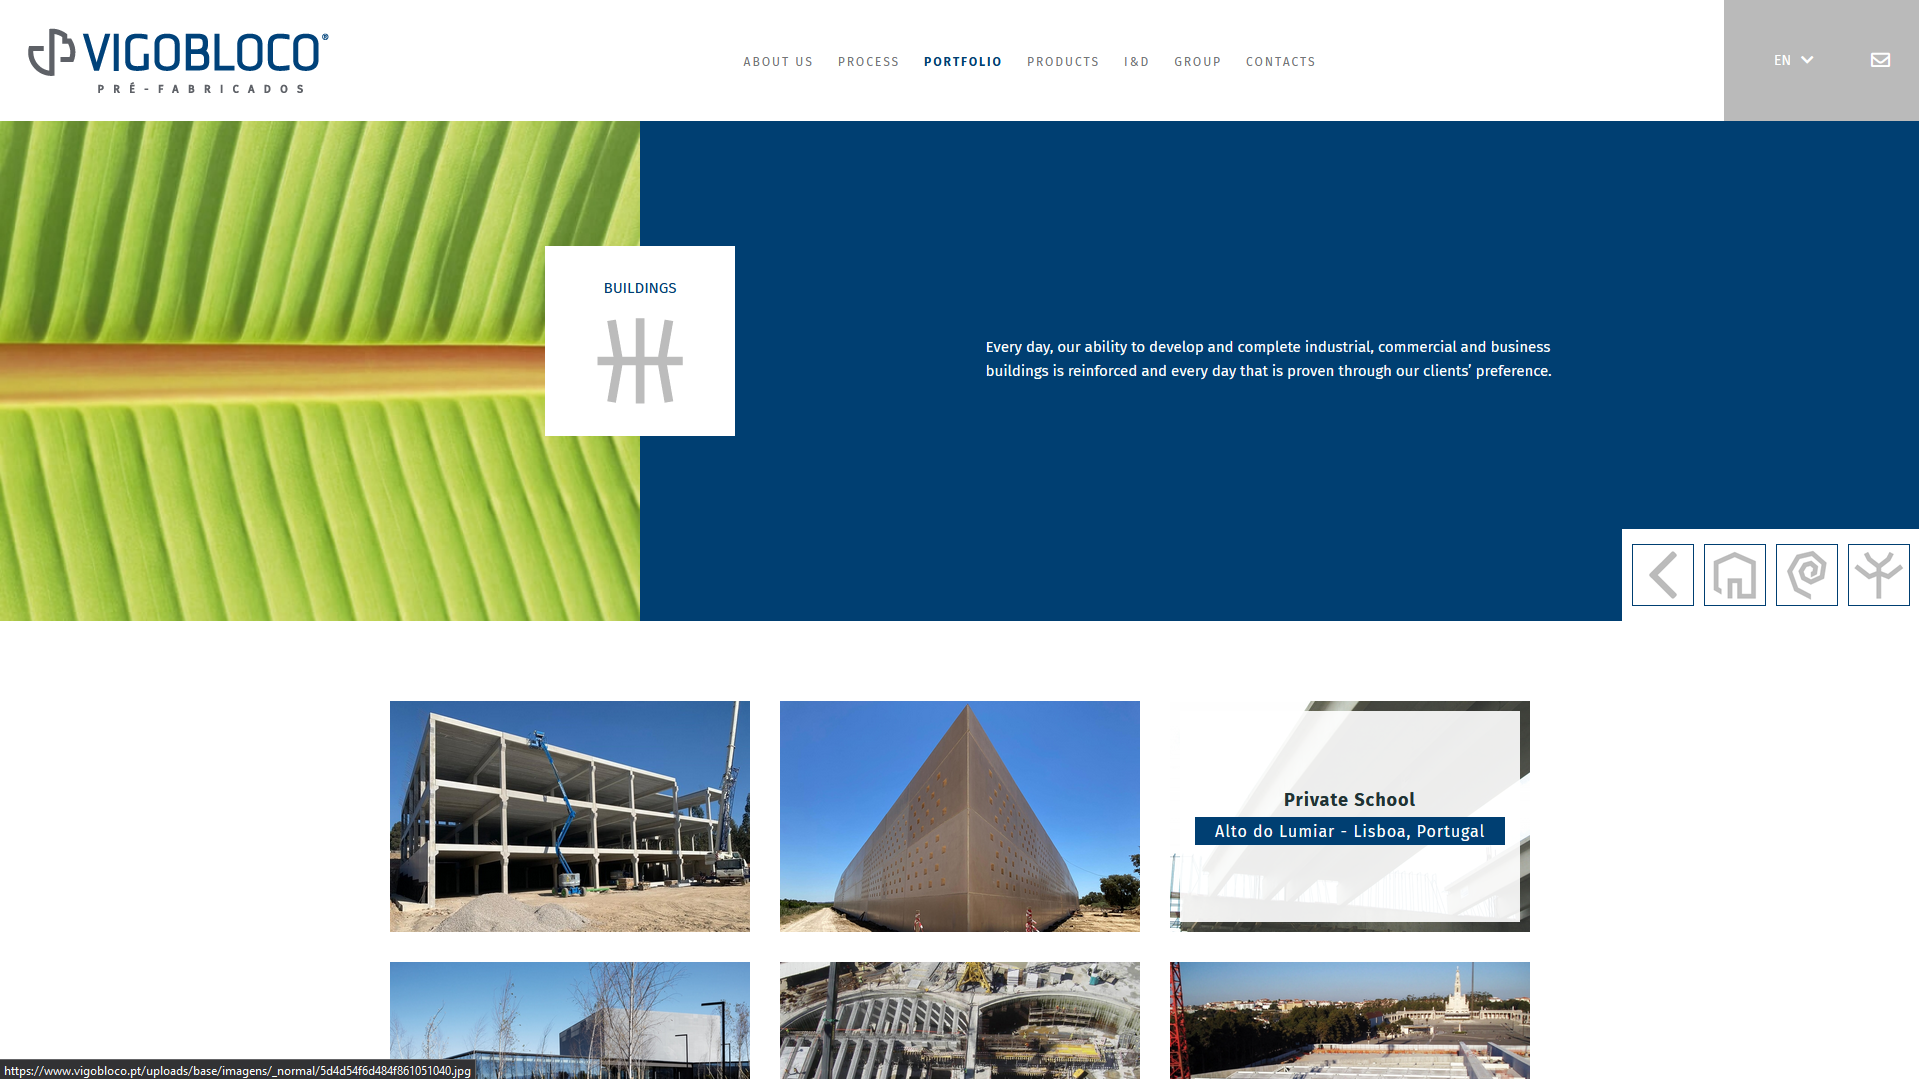 VIGOBLOCO®
PRÉ-FABRICADOS
ABOUT US
PROCESS
PORTFOLIO
PRODUCTS
I&D
GROUP
CONTACTS
EN
BUILDINGS
Every day, our ability to develop and complete industrial, commercial and business
buildings is reinforced and every day that is proven through our clients’ preference.
Private School
Alto do Lumiar - Lisboa, Portugal
https://www.vigobloco.pt/uploads/base/imagens/_normal/5d4d54f6d484f861051040.jpg